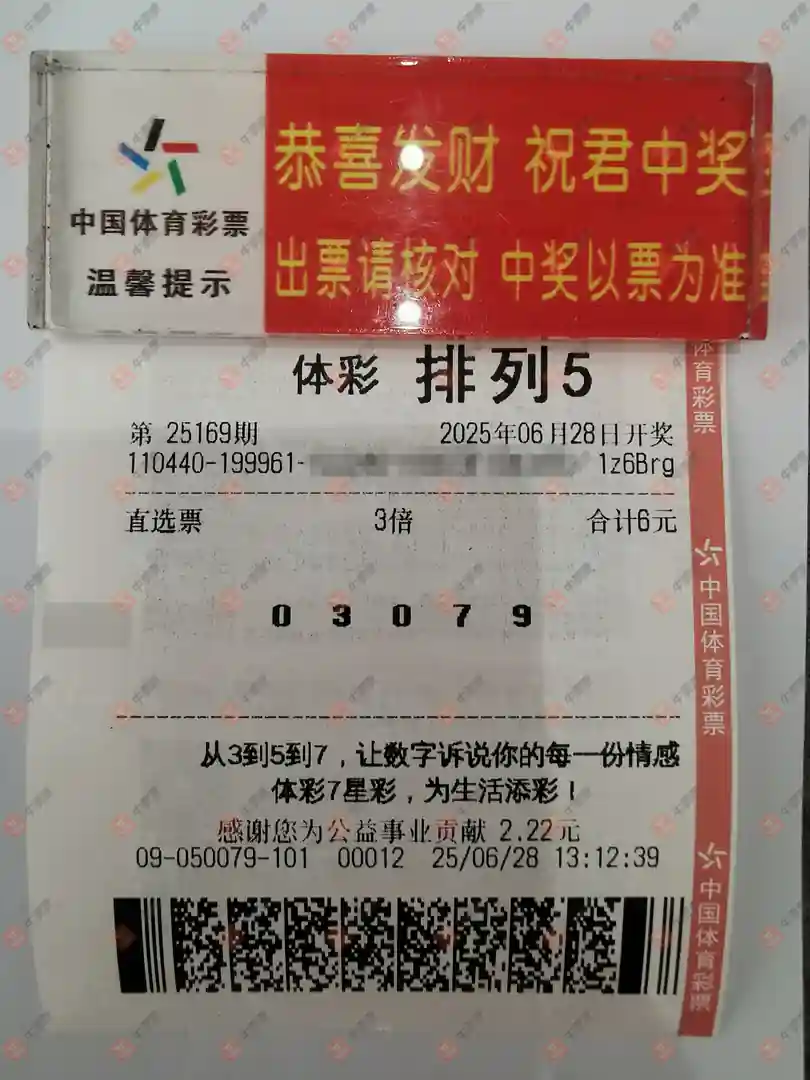 恭喜发财 祝君中奖
中国体育彩票
温馨提示
出票请核对 中奖以票为准
体彩 排列5
第 25169期 2025年06月28日开奖
110440-199961- 1z6Brg
直选票 3倍 合计6元
0 3 0 7 9
从3到5到7，让数字诉说你的每一份情感
体彩7星彩，为生活添彩！
感谢您为公益事业贡献 2.22元
09-050079-101 00012 25/06/28 13:12:39
体育彩票
中国体育彩票
中国体育彩票